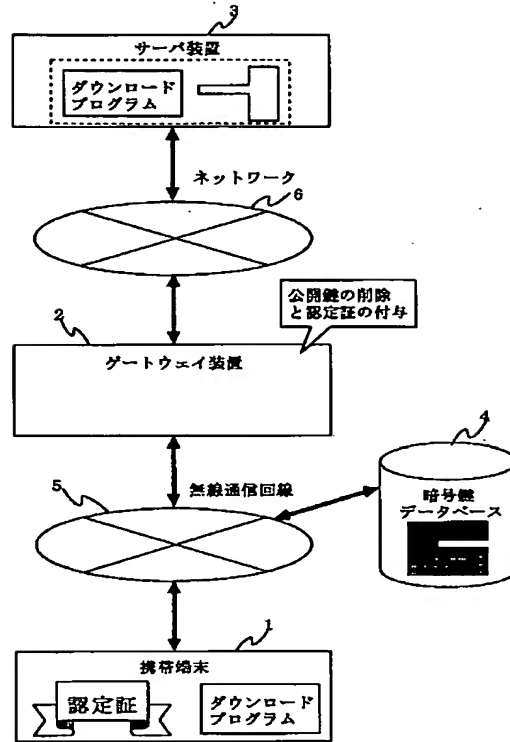 3
サーバ装置
ダウンロード
プログラム
ネットワーク
6
公開鍵の削除
と認定証の付与
2
ゲートウェイ装置
4
5
無線通信回線
暗号鍵
データベース
1
携帯端末
認定証
ダウンロード
プログラム